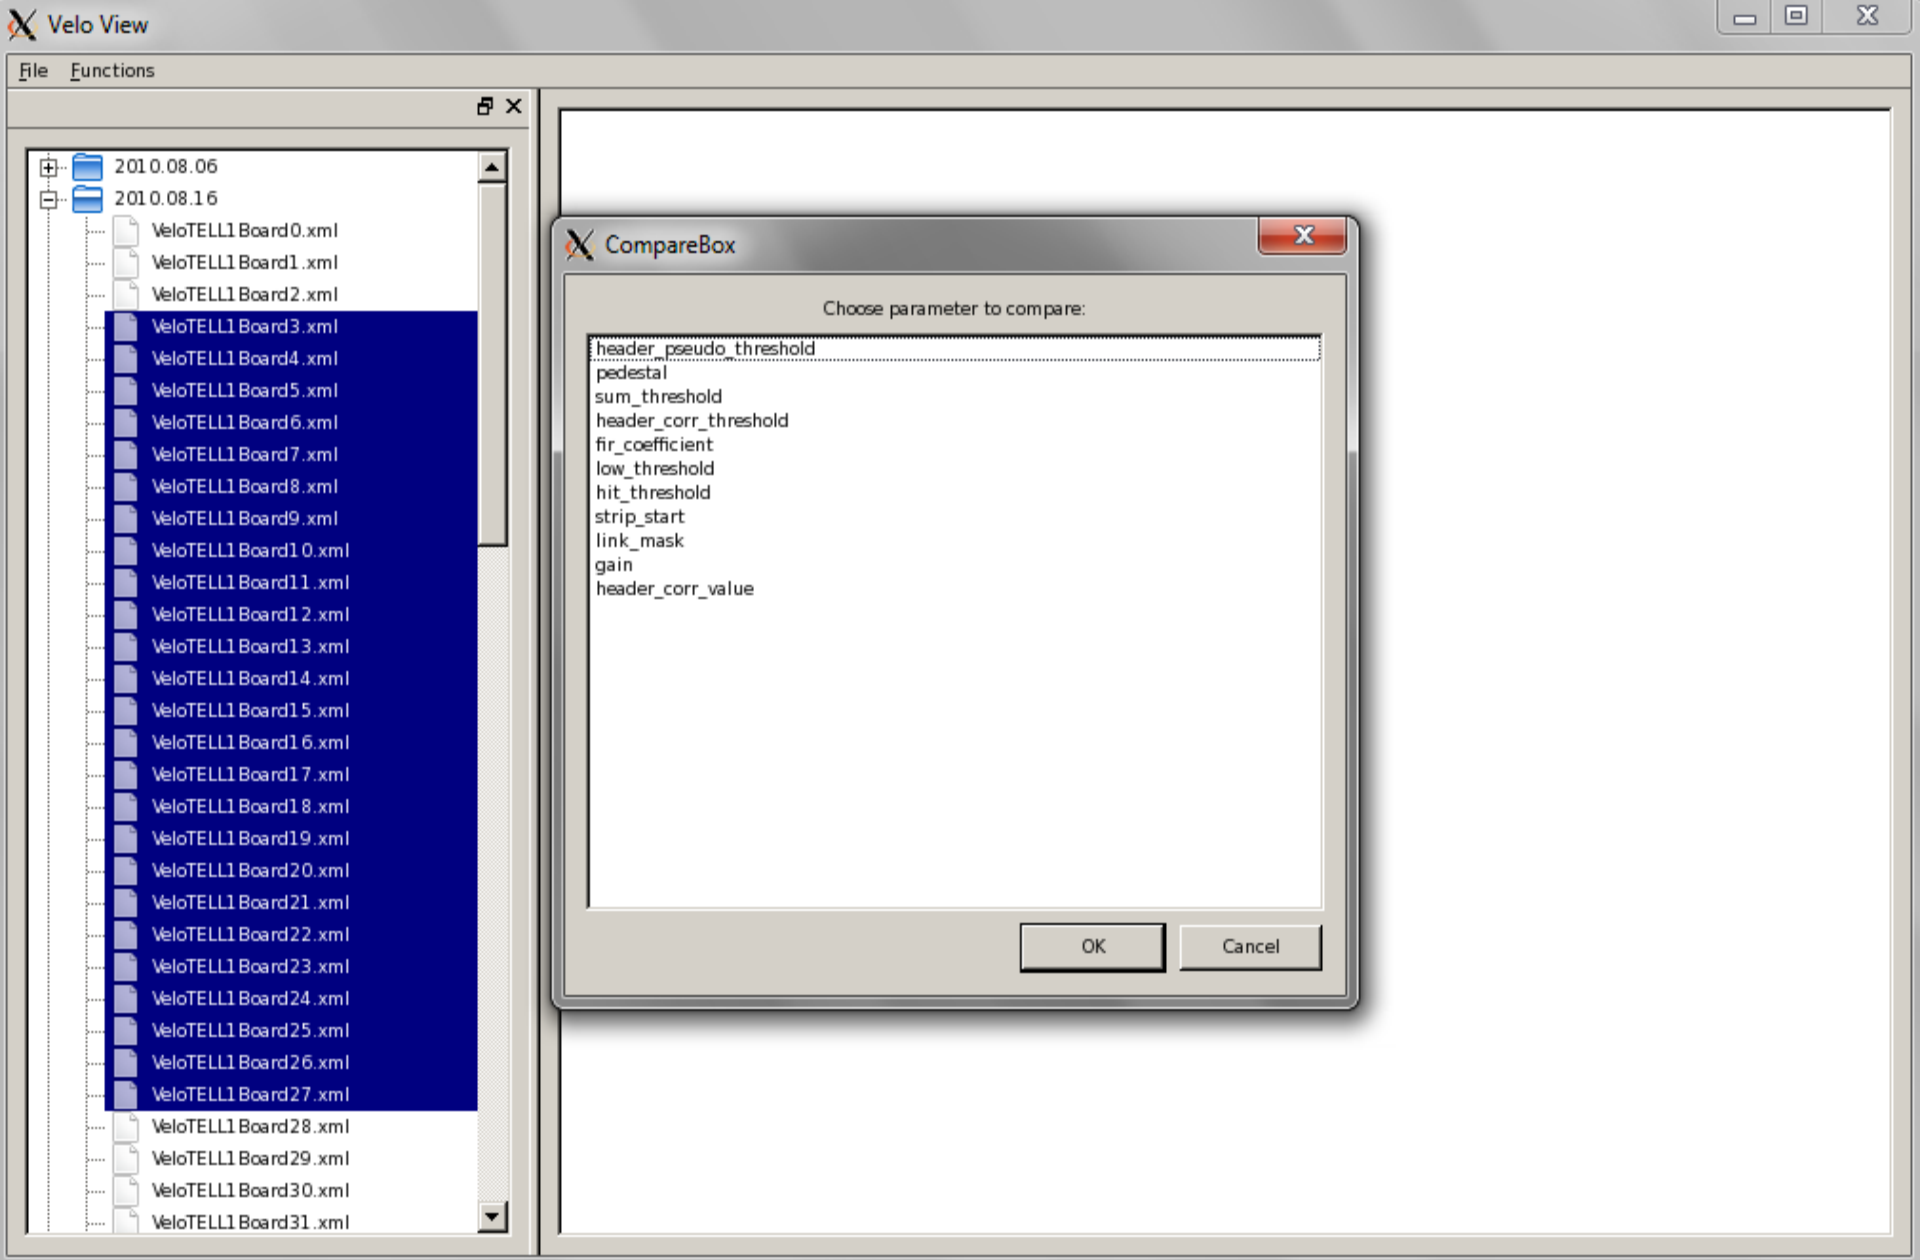 Velo View
File Functions
2010.08.06
2010.08.16
VeloTELL1Board0.xml
VeloTELL1Board1.xml
VeloTELL1Board2.xml
VeloTELL1Board3.xml
VeloTELL1Board4.xml
VeloTELL1Board5.xml
VeloTELL1Board6.xml
VeloTELL1Board7.xml
VeloTELL1Board8.xml
VeloTELL1Board9.xml
VeloTELL1Board10.xml
VeloTELL1Board11.xml
VeloTELL1Board12.xml
VeloTELL1Board13.xml
VeloTELL1Board14.xml
VeloTELL1Board15.xml
VeloTELL1Board16.xml
VeloTELL1Board17.xml
VeloTELL1Board18.xml
VeloTELL1Board19.xml
VeloTELL1Board20.xml
VeloTELL1Board21.xml
VeloTELL1Board22.xml
VeloTELL1Board23.xml
VeloTELL1Board24.xml
VeloTELL1Board25.xml
VeloTELL1Board26.xml
VeloTELL1Board27.xml
VeloTELL1Board28.xml
VeloTELL1Board29.xml
VeloTELL1Board30.xml
VeloTELL1Board31.xml
CompareBox
Choose parameter to compare:
header_pseudo_threshold
pedestal
sum_threshold
header_corr_threshold
fir_coefficient
low_threshold
hit_threshold
strip_start
link_mask
gain
header_corr_value
OK Cancel